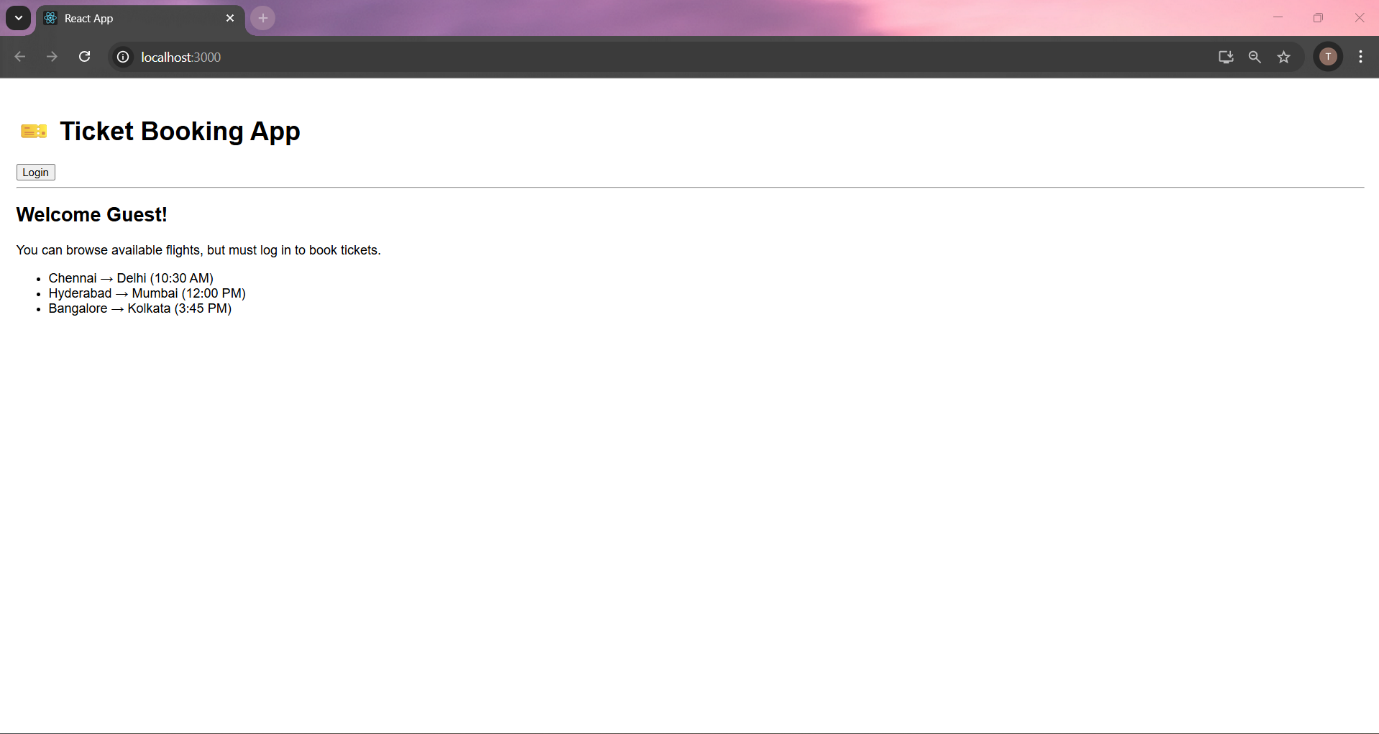 React App
localhost:3000
T
🎫 Ticket Booking App
Login
Welcome Guest!
You can browse available flights, but must log in to book tickets.
• Chennai → Delhi (10:30 AM)
• Hyderabad → Mumbai (12:00 PM)
• Bangalore → Kolkata (3:45 PM)